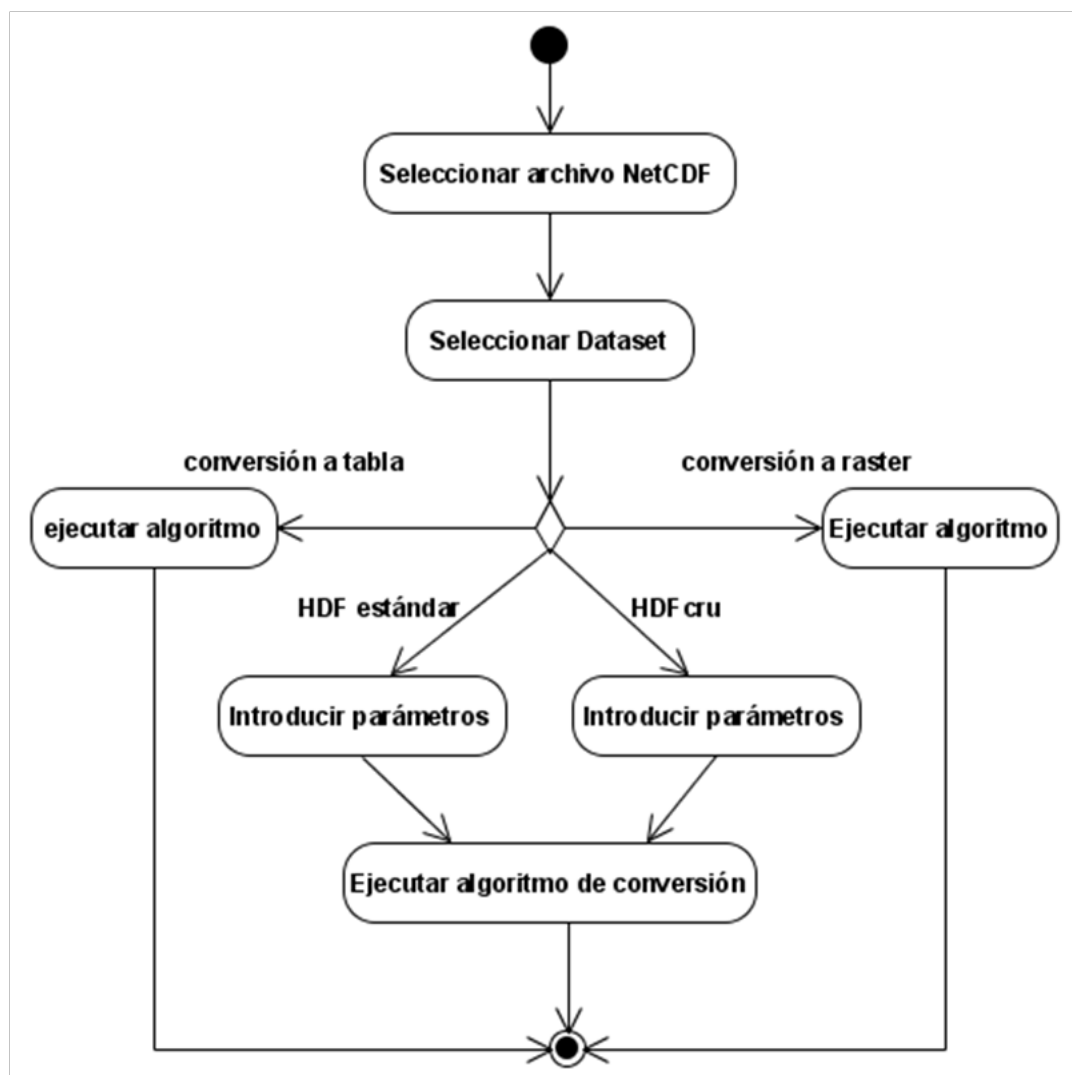 Seleccionar archivo NetCDF
Seleccionar Dataset
conversión a tabla
conversión a raster
ejecutar algoritmo
Ejecutar algoritmo
HDF estándar
HDF cru
Introducir parámetros
Introducir parámetros
Ejecutar algoritmo de conversión